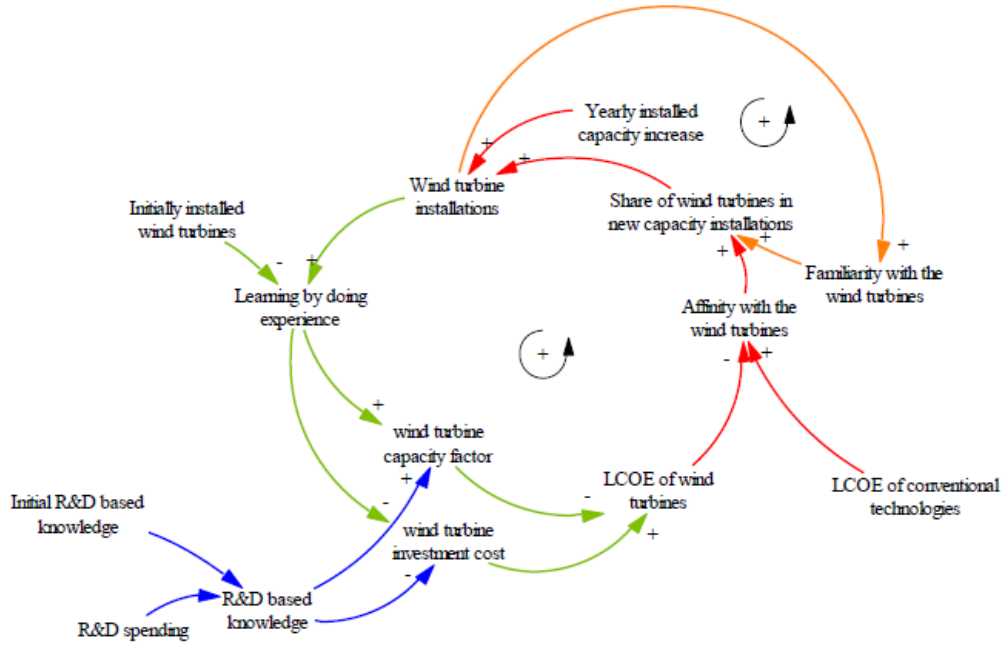 Yearly installed
capacity increase
+
+
+
Wind turbine
installations
Share of wind turbines in
new capacity installations
Initially installed
wind turbines
+
+
+
-
+
Familiarity with the
wind turbines
Learning by doing
experience
Affinity with the
wind turbines
+
-
+
+
wind turbine
capacity factor
+
LCOE of wind
turbines
LCOE of conventional
technologies
Initial R&D based
knowledge
-
-
wind turbine
investment cost
+
-
R&D based
knowledge
R&D spending